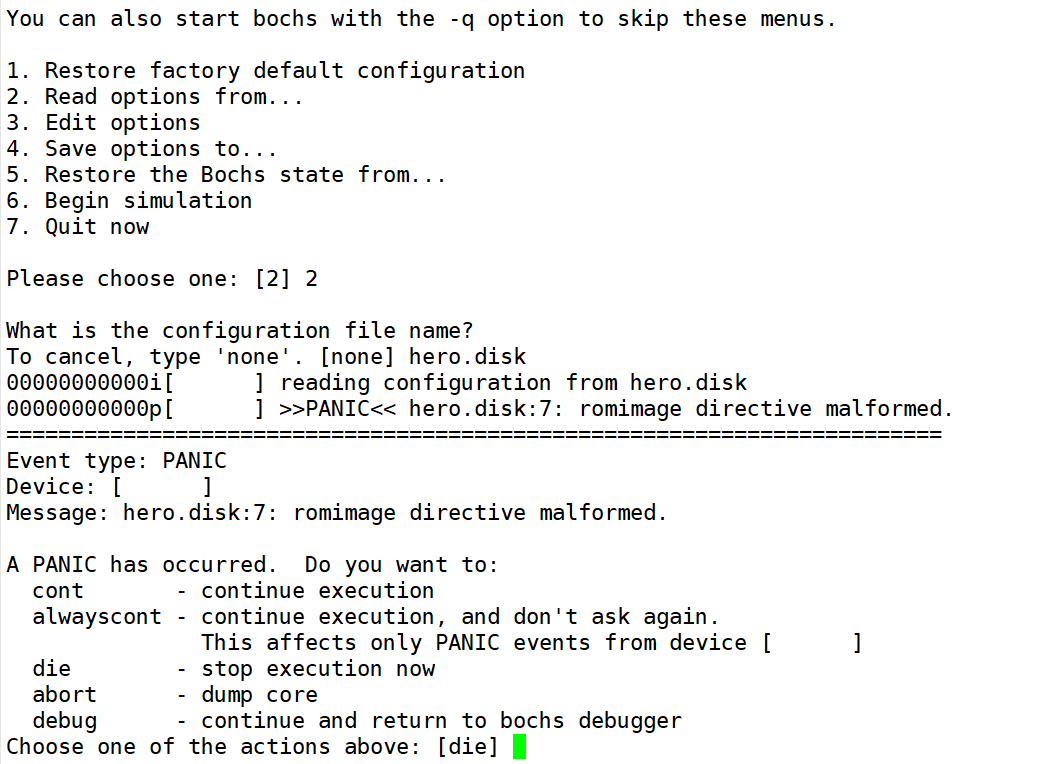 You can also start bochs with the -q option to skip these menus.
1. Restore factory default configuration
2. Read options from...
3. Edit options
4. Save options to...
5. Restore the Bochs state from...
6. Begin simulation
7. Quit now
Please choose one: [2] 2
What is the configuration file name?
To cancel, type 'none'. [none] hero.disk
00000000000i[      ] reading configuration from hero.disk
00000000000p[      ] >>PANIC<< hero.disk:7: romimage directive malformed.
========================================================================
Event type: PANIC
Device: [      ]
Message: hero.disk:7: romimage directive malformed.
A PANIC has occurred.  Do you want to:
  cont       - continue execution
  alwayscont - continue execution, and don't ask again.
               This affects only PANIC events from device [      ]
  die        - stop execution now
  abort      - dump core
  debug      - continue and return to bochs debugger
Choose one of the actions above: [die]